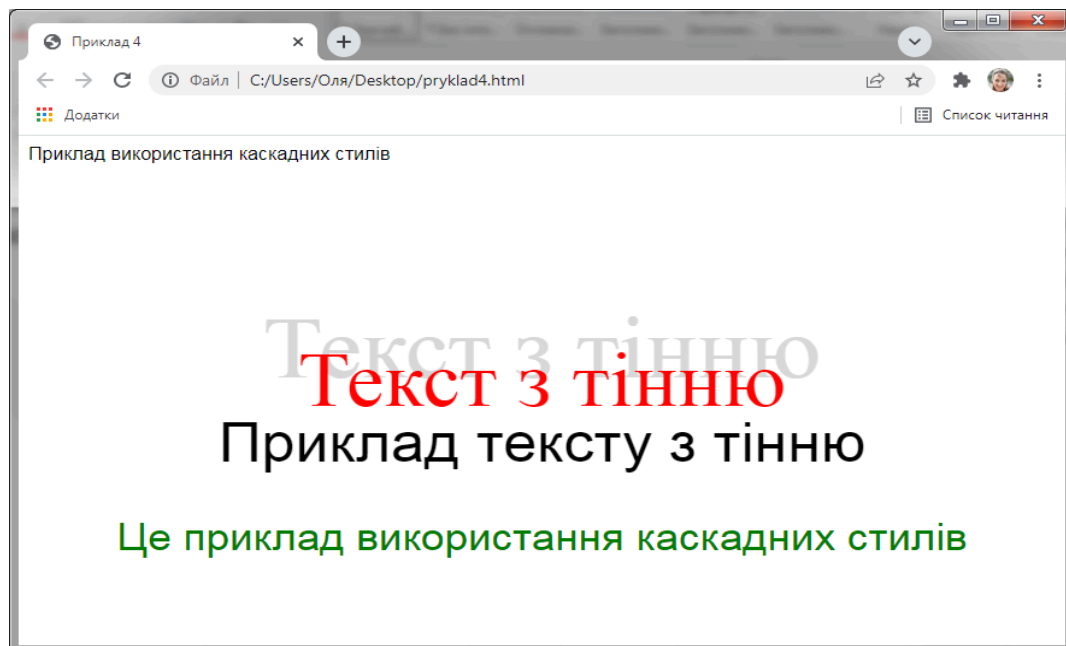 Приклад 4
Файл | C:/Users/Оля/Desktop/pryklad4.html
Додатки
Список читання
Приклад використання каскадних стилів
Текст з тінню
Текст з тінню
Приклад тексту з тінню
Це приклад використання каскадних стилів